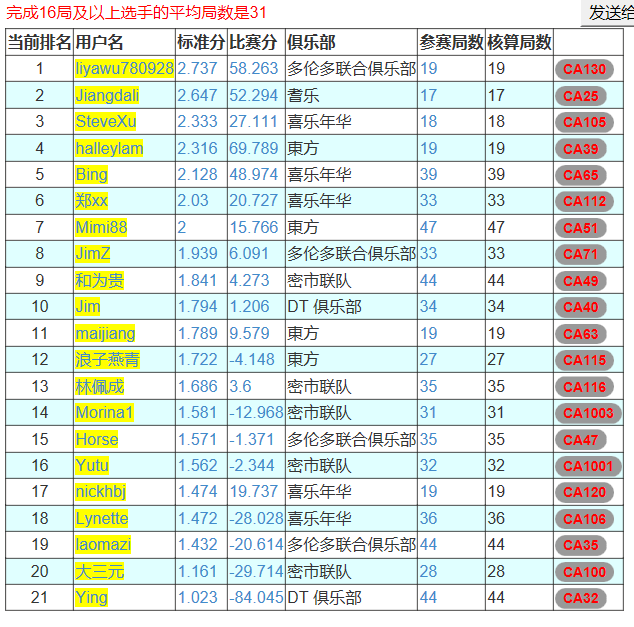 完成16局及以上选手的平均局数是31 发送给
当前排名 用户名 标准分 比赛分 俱乐部 参赛局数 核算局数
1 liyawu780928 2.737 58.263 多伦多联合俱乐部 19 19 CA130
2 Jiangdali 2.647 52.294 耆乐 17 17 CA25
3 SteveXu 2.333 27.111 喜乐年华 18 18 CA105
4 halleylam 2.316 69.789 東方 19 19 CA39
5 Bing 2.128 48.974 喜乐年华 39 39 CA65
6 郑xx 2.03 20.727 喜乐年华 33 33 CA112
7 Mimi88 2 15.766 東方 47 47 CA51
8 JimZ 1.939 6.091 多伦多联合俱乐部 33 33 CA71
9 和为贵 1.841 4.273 密市联队 44 44 CA49
10 Jim 1.794 1.206 DT 俱乐部 34 34 CA40
11 maijiang 1.789 9.579 東方 19 19 CA63
12 浪子燕青 1.722 -4.148 東方 27 27 CA115
13 林佩成 1.686 3.6 密市联队 35 35 CA116
14 Morina1 1.581 -12.968 密市联队 31 31 CA1003
15 Horse 1.571 -1.371 多伦多联合俱乐部 35 35 CA47
16 Yutu 1.562 -2.344 密市联队 32 32 CA1001
17 nickhbj 1.474 19.737 喜乐年华 19 19 CA120
18 Lynette 1.472 -28.028 喜乐年华 36 36 CA106
19 laomazi 1.432 -20.614 多伦多联合俱乐部 44 44 CA35
20 大三元 1.161 -29.714 密市联队 28 28 CA100
21 Ying 1.023 -84.045 DT 俱乐部 44 44 CA32